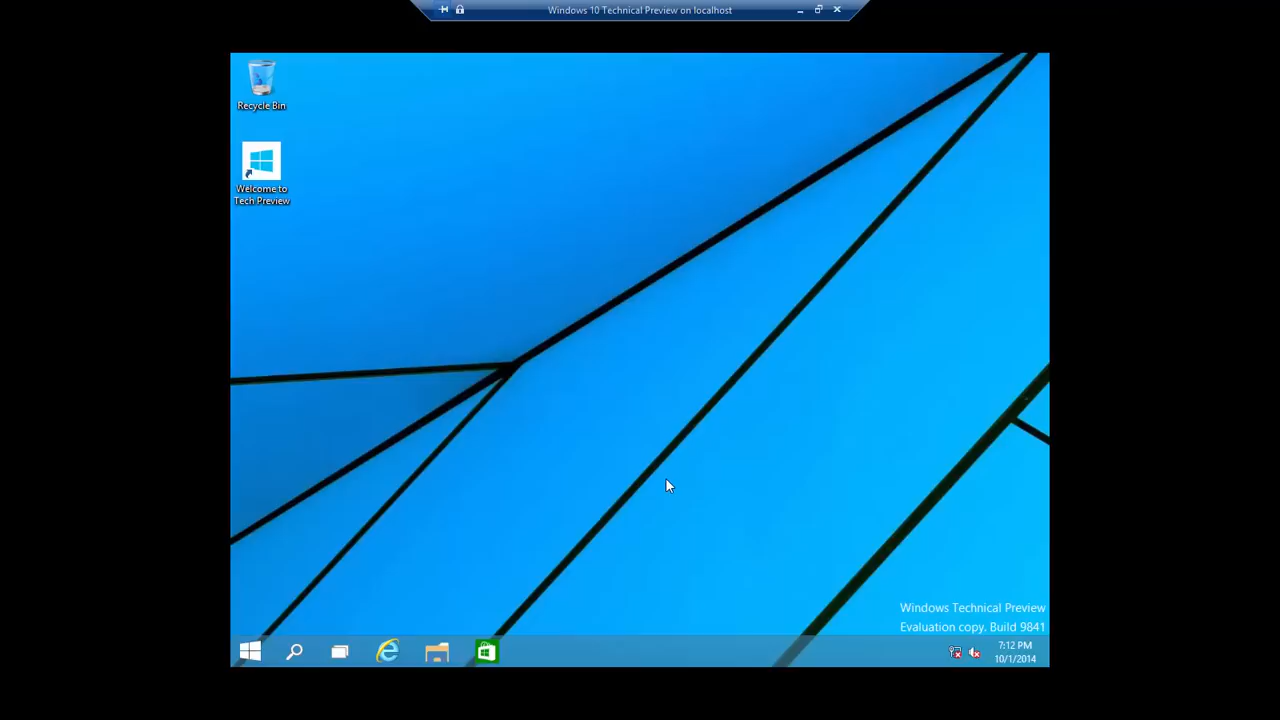 Windows 10 Technical Preview on localhost
Recycle Bin
Welcome to
Tech Preview
Windows Technical Preview
Evaluation copy. Build 9841
7:12 PM
10/1/2014